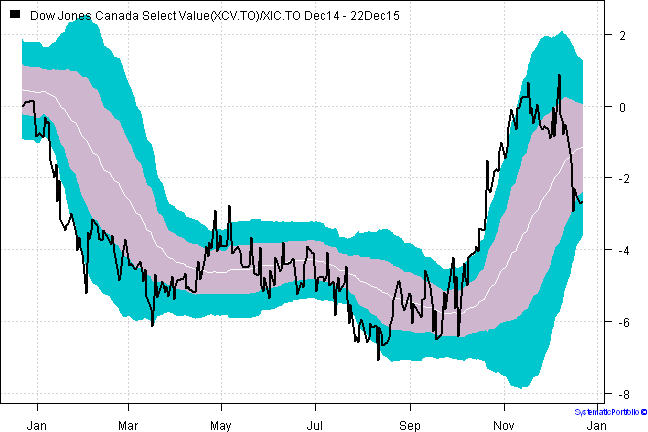 Dow Jones Canada Select Value(XCV.TO)/XIC.TO Dec14 - 22Dec15
2
0
-2
-4
-6
-8
Jan Mar May Jul Sep Nov Jan
SystematicPortfolio ©